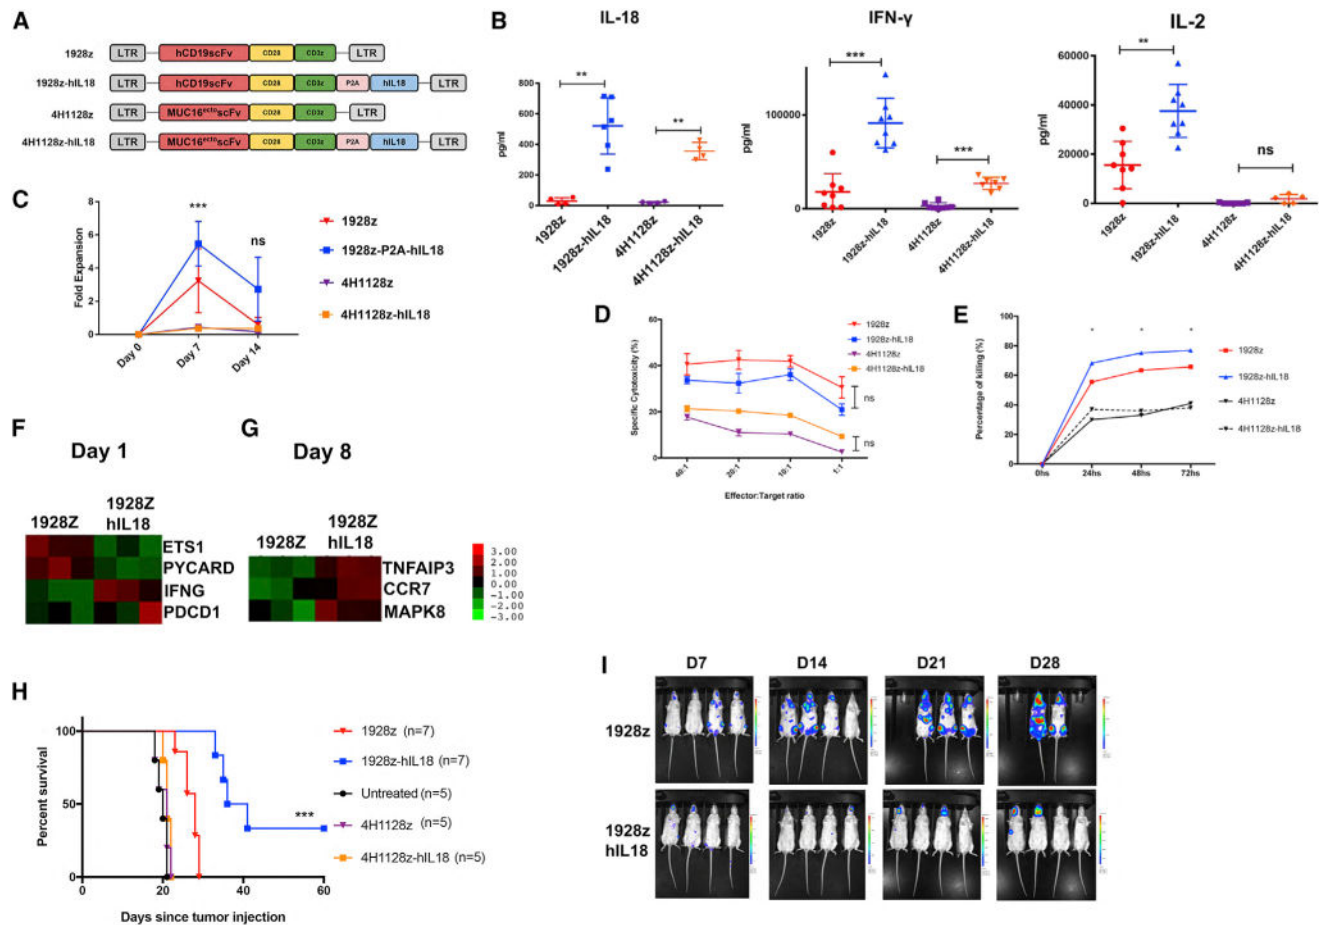 A
1928z LTR hCD19scFv CD28 CD3z LTR
1928z-hIL18 LTR hCD19scFv CD28 CD3z P2A hIL18 LTR
4H1128z LTR MUC16ecto scFv CD28 CD3z LTR
4H1128z-hIL18 LTR MUC16ecto scFv CD28 CD3z P2A hIL18 LTR
B
IL-18
pg/ml
800
600
400
200
0
**
**
1928z
1928z-hIL18
4H1128z
4H1128z-hIL18
IFN-γ
pg/ml
100000
0
***
***
1928z
1928z-hIL18
4H1128z
4H1128z-hIL18
IL-2
pg/ml
60000
40000
20000
0
**
ns
1928z
1928z-hIL18
4H1128z
4H1128z-hIL18
C
Fold Expansion
8
6
4
2
0
***
ns
Day 0
Day 7
Day 14
1928z
1928z-P2A-hIL18
4H1128z
4H1128z-hIL18
D
Specific Cytotoxicity (%)
60
40
20
0
ns
ns
40:1
20:1
10:1
1:1
Effector:Target ratio
1928z
1928z-hIL18
4H1128z
4H1128z-hIL18
E
Percentage of killing (%)
100
80
60
40
20
0
* * *
0hs 24hs 48hs 72hs
1928z
1928z-hIL18
4H1128z
4H1128z-hIL18
F
Day 1
1928Z
1928Z
hIL18
ETS1
PYCARD
IFNG
PDCD1
G
Day 8
1928Z
1928Z
hIL18
TNFAIP3
CCR7
MAPK8
3.00
2.00
1.00
0.00
-1.00
-2.00
-3.00
H
Percent survival
100
50
0
0 20 40 60
Days since tumor injection
***
1928z (n=7)
1928z-hIL18 (n=7)
Untreated (n=5)
4H1128z (n=5)
4H1128z-hIL18 (n=5)
I
D7 D14 D21 D28
1928z
1928z
hIL18